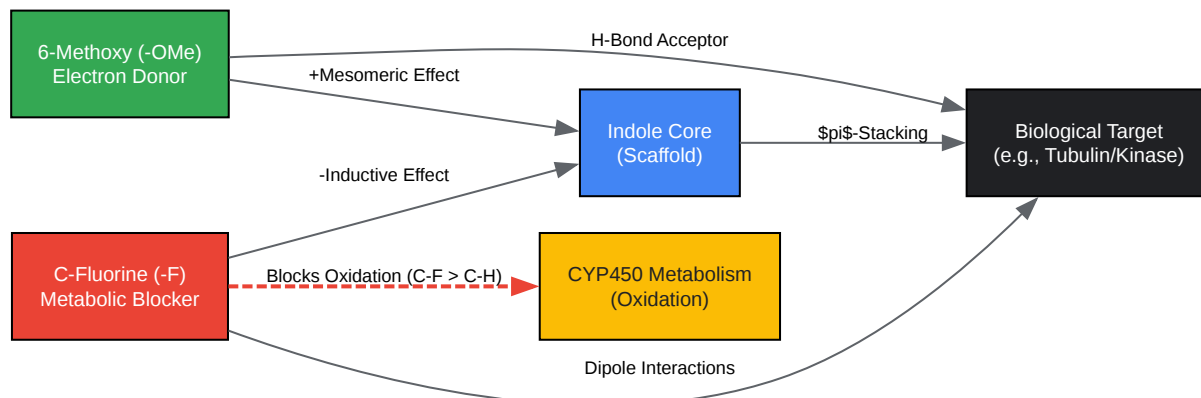 6-Methoxy (-OMe)
Electron Donor
H-Bond Acceptor
+Mesomeric Effect
Indole Core
(Scaffold)
$pi$-Stacking
Biological Target
(e.g., Tubulin/Kinase)
-Inductive Effect
C-Fluorine (-F)
Metabolic Blocker
Blocks Oxidation (C-F > C-H)
CYP450 Metabolism
(Oxidation)
Dipole Interactions